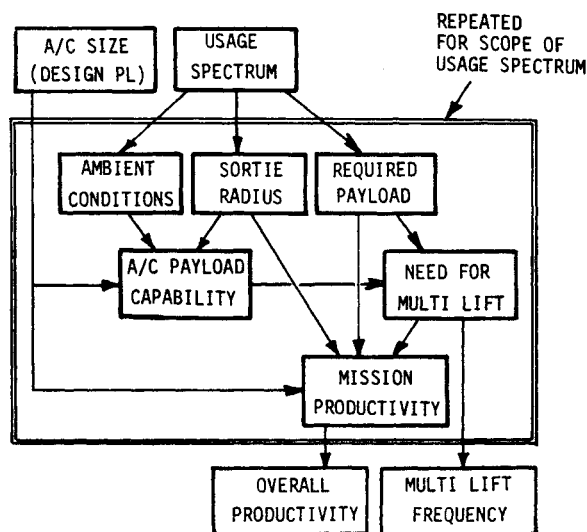 A/C SIZE
(DESIGN PL)
USAGE
SPECTRUM
REPEATED
FOR SCOPE OF
USAGE SPECTRUM
AMBIENT
CONDITIONS
SORTIE
RADIUS
REQUIRED
PAYLOAD
A/C PAYLOAD
CAPABILITY
NEED FOR
MULTI LIFT
MISSION
PRODUCTIVITY
OVERALL
PRODUCTIVITY
MULTI LIFT
FREQUENCY